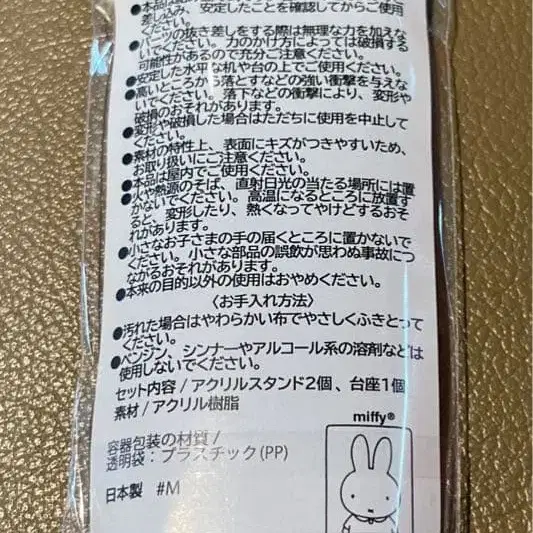 差し込み、安定したことを確認してからご使用
ください。
パーツの抜き差しをする際は無理な力を加えな
いでください。力のかけ方によっては破損する
可能性があるので充分ご注意ください。
●安定した水平な机や台の上でご使用ください。
●高いところから落とすなどの強い衝撃を与えな
いでください。落下などの衝撃により、変形や
破損のおそれがあります。
●変形や破損した場合はただちに使用を中止して
ください。
●素材の特性上、表面にキズがつきやすいため、
お取り扱いにご注意ください。
●本品は屋内でご使用ください。
●火や熱源のそば、直射日光の当たる場所には置
かないでください。高温になるところに放置す
ると、変形したり、熱くなってやけどするおそ
れがあります。
●小さなお子さまの手の届くところに置かないで
ください。小さな部品の誤飲が思わぬ事故につ
ながるおそれがあります。
●本来の目的以外の使用はおやめください。
〈お手入れ方法〉
●汚れた場合はやわらかい布でやさしくふきとって
ください。
●ベンジン、シンナーやアルコール系の溶剤などは
使用しないでください。
セット内容/アクリルスタンド2個、台座1個
素材/アクリル樹脂
容器包装の材質/
透明袋:プラスチック(PP)
日本製 #M
miffy®